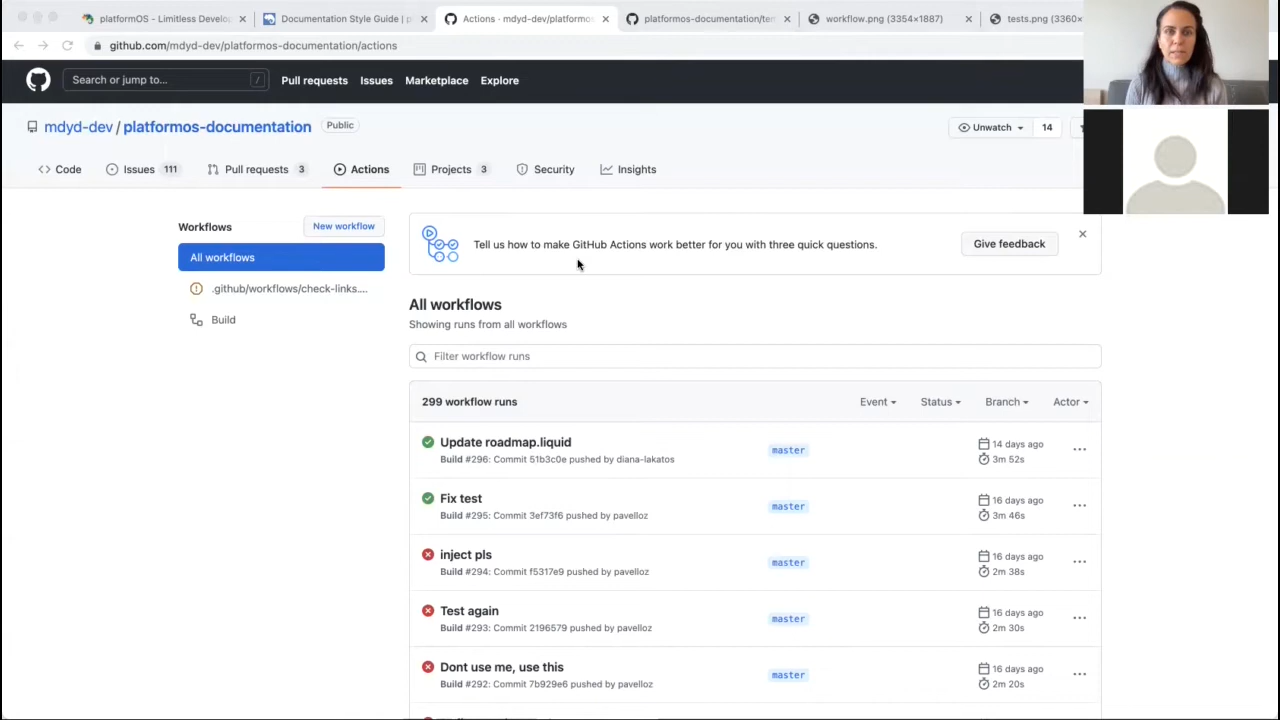 platformOS - Limitless Develo
Documentation Style Guide | p
Actions · mdyd-dev/platformos
platformos-documentation/ten
workflow.png (3354×1887)
tests.png (3360×
github.com/mdyd-dev/platformos-documentation/actions
Search or jump to...
/
Pull requests
Issues
Marketplace
Explore
mdyd-dev / platformos-documentation
Public
Unwatch
14
Code
Issues 111
Pull requests 3
Actions
Projects 3
Security
Insights
Workflows
New workflow
All workflows
.github/workflows/check-links....
Build
Tell us how to make GitHub Actions work better for you with three quick questions.
Give feedback
All workflows
Showing runs from all workflows
Filter workflow runs
299 workflow runs
Event
Status
Branch
Actor
Update roadmap.liquid
Build #296: Commit 51b3c0e pushed by diana-lakatos
master
14 days ago
3m 52s
Fix test
Build #295: Commit 3ef73f6 pushed by pavelloz
master
16 days ago
3m 46s
inject pls
Build #294: Commit f5317e9 pushed by pavelloz
master
16 days ago
2m 38s
Test again
Build #293: Commit 2196579 pushed by pavelloz
master
16 days ago
2m 30s
Dont use me, use this
Build #292: Commit 7b929e6 pushed by pavelloz
master
16 days ago
2m 20s